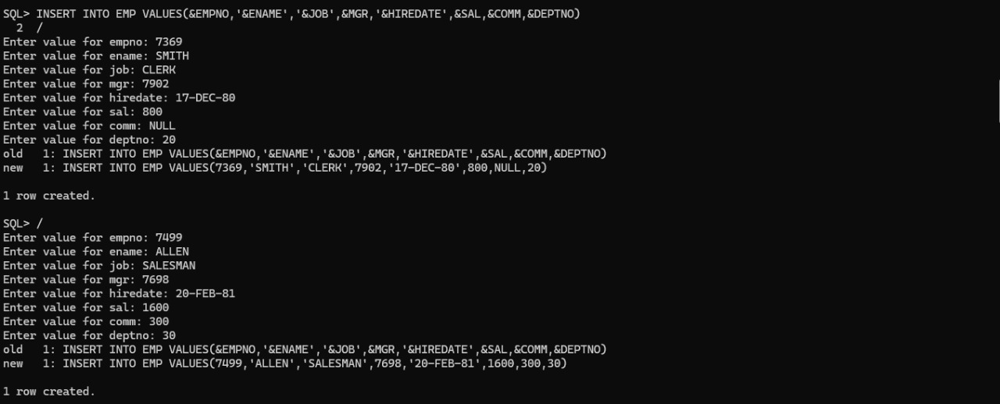 SQL> INSERT INTO EMP VALUES(&EMPNO,'&ENAME','&JOB',&MGR,'&HIREDATE',&SAL,&COMM,&DEPTNO)
  2  /
Enter value for empno: 7369
Enter value for ename: SMITH
Enter value for job: CLERK
Enter value for mgr: 7902
Enter value for hiredate: 17-DEC-80
Enter value for sal: 800
Enter value for comm: NULL
Enter value for deptno: 20
old   1: INSERT INTO EMP VALUES(&EMPNO,'&ENAME','&JOB',&MGR,'&HIREDATE',&SAL,&COMM,&DEPTNO)
new   1: INSERT INTO EMP VALUES(7369,'SMITH','CLERK',7902,'17-DEC-80',800,NULL,20)

1 row created.

SQL> /
Enter value for empno: 7499
Enter value for ename: ALLEN
Enter value for job: SALESMAN
Enter value for mgr: 7698
Enter value for hiredate: 20-FEB-81
Enter value for sal: 1600
Enter value for comm: 300
Enter value for deptno: 30
old   1: INSERT INTO EMP VALUES(&EMPNO,'&ENAME','&JOB',&MGR,'&HIREDATE',&SAL,&COMM,&DEPTNO)
new   1: INSERT INTO EMP VALUES(7499,'ALLEN','SALESMAN',7698,'20-FEB-81',1600,300,30)

1 row created.